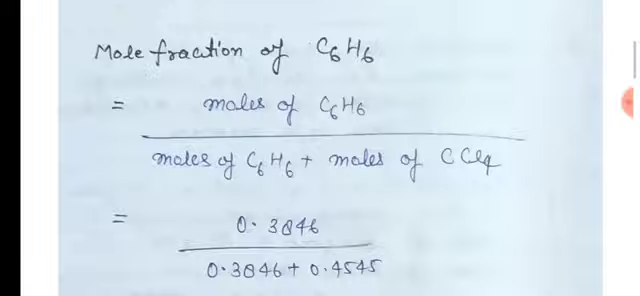 Mole fraction of C6H6
= moles of C6H6
moles of C6H6 + moles of CCl4
= 0.3846
0.3846 + 0.4545